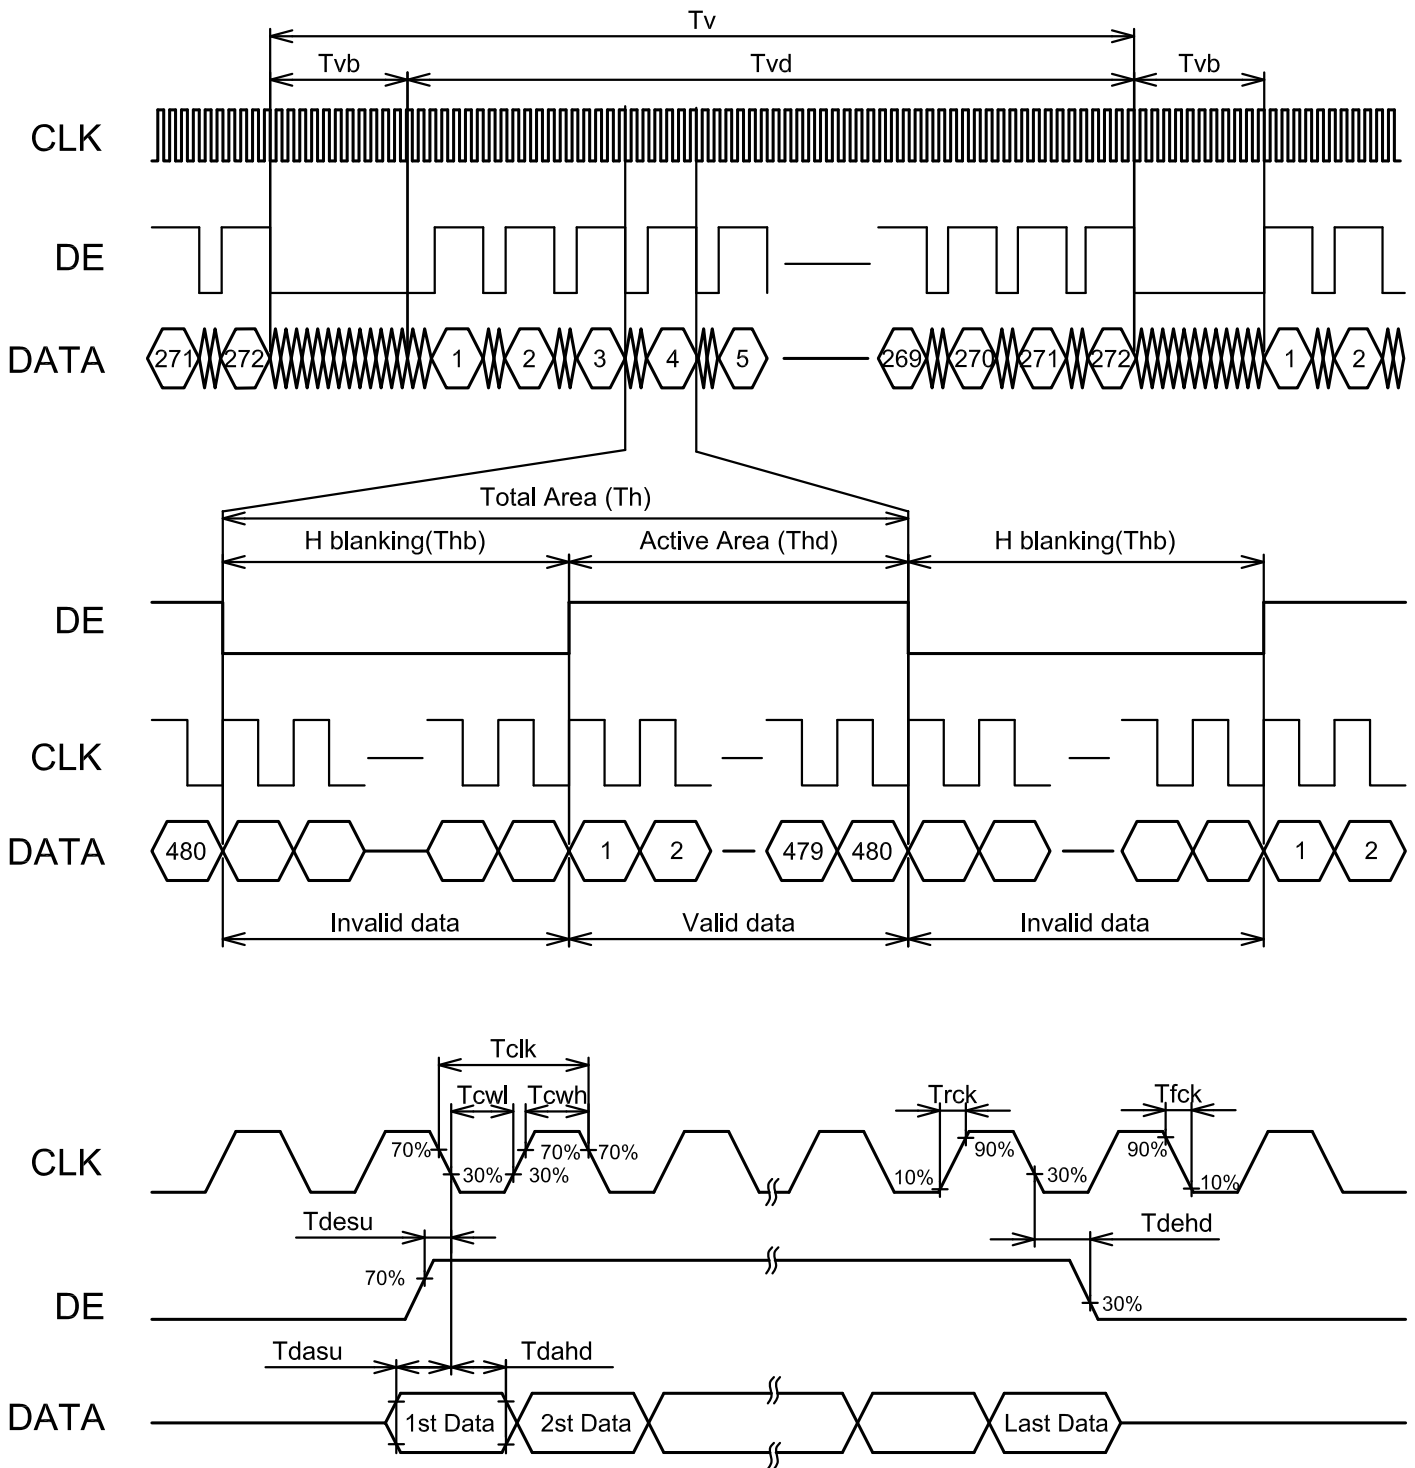 Tv
Tvb Tvd Tvb
CLK
DE
DATA 271 272 1 2 3 4 5 269 270 271 272 1 2
Total Area (Th)
H blanking(Thb) Active Area (Thd) H blanking(Thb)
DE
CLK
DATA 480 1 2 479 480 1 2
Invalid data Valid data Invalid data
Tclk
Tcwl Tcwh Trck Tfck
CLK 70% 70% 70% 90% 90%
30% 30% 10% 30% 10%
Tdesu Tdehd
70%
DE 30%
Tdasu Tdahd
DATA 1st Data 2st Data Last Data